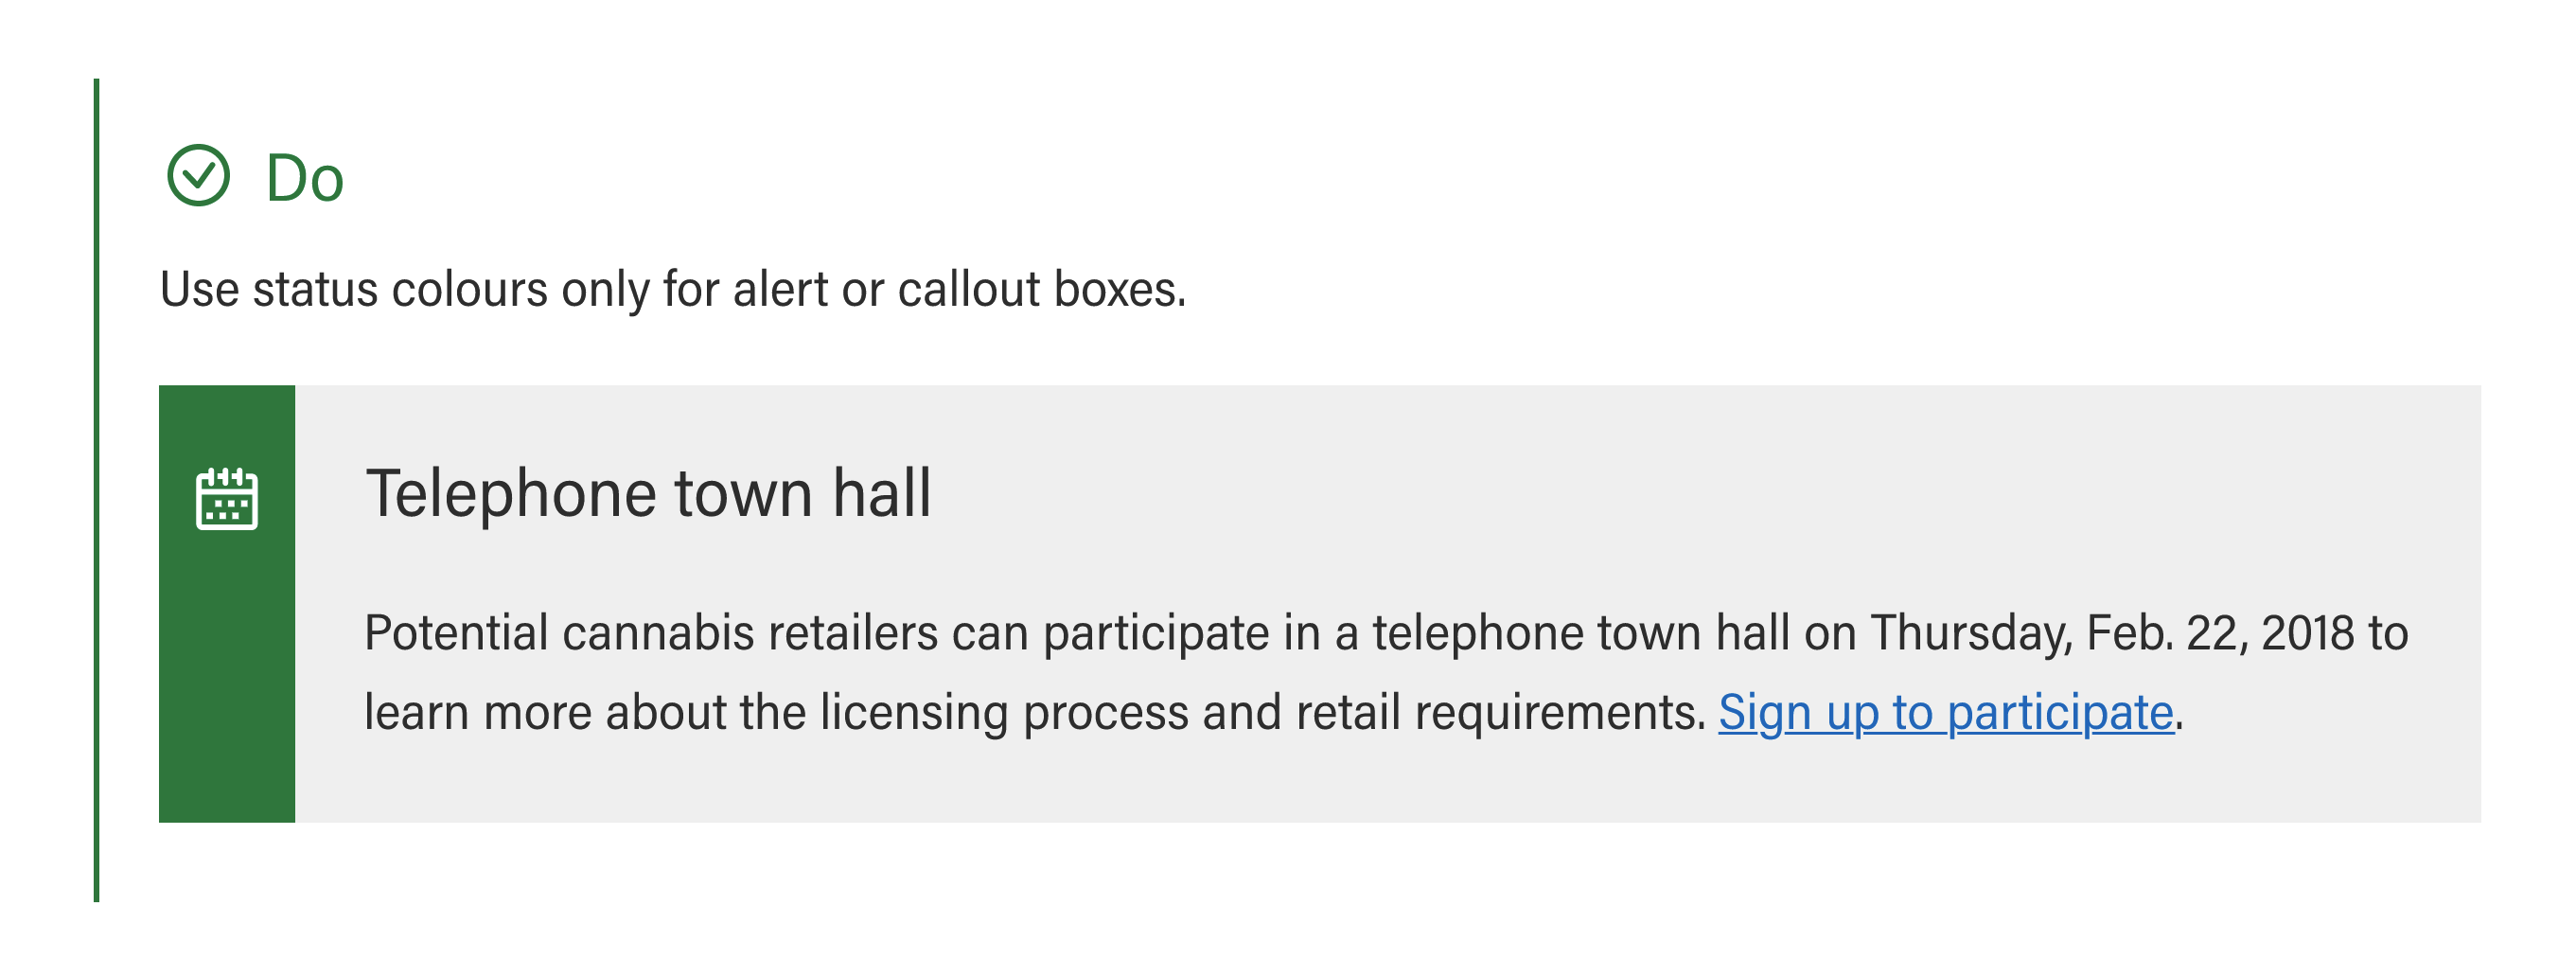 Do
Use status colours only for alert or callout boxes.
Telephone town hall
Potential cannabis retailers can participate in a telephone town hall on Thursday, Feb. 22, 2018 to
learn more about the licensing process and retail requirements. Sign up to participate.